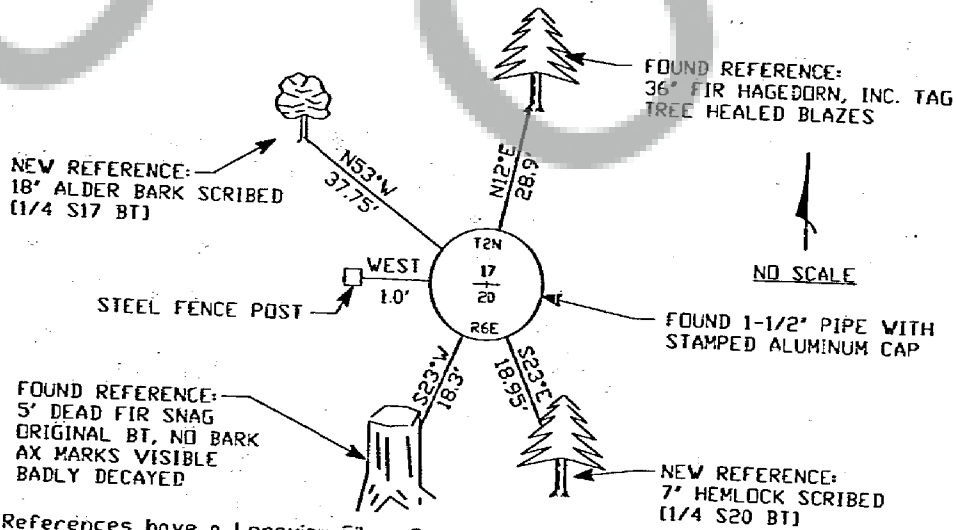 FOUND REFERENCE:
36" FIR HAGEDORN, INC. TAG
TREE HEALED BLAZES
NEW REFERENCE:
18" ALDER BARK SCRIBED
[1/4 S17 BT]
N53°W
37.75'
N12°E
28.9'
NO SCALE
T2N
17
20
R6E
WEST
1.0'
STEEL FENCE POST
FOUND 1-1/2" PIPE WITH
STAMPED ALUMINUM CAP
S23°W
18.3'
S23°E
18.95'
FOUND REFERENCE:
5' DEAD FIR SNAG
ORIGINAL BT, NO BARK
AX MARKS VISIBLE
BADLY DECAYED
NEW REFERENCE:
7" HEMLOCK SCRIBED
[1/4 S20 BT]
References have a Longview